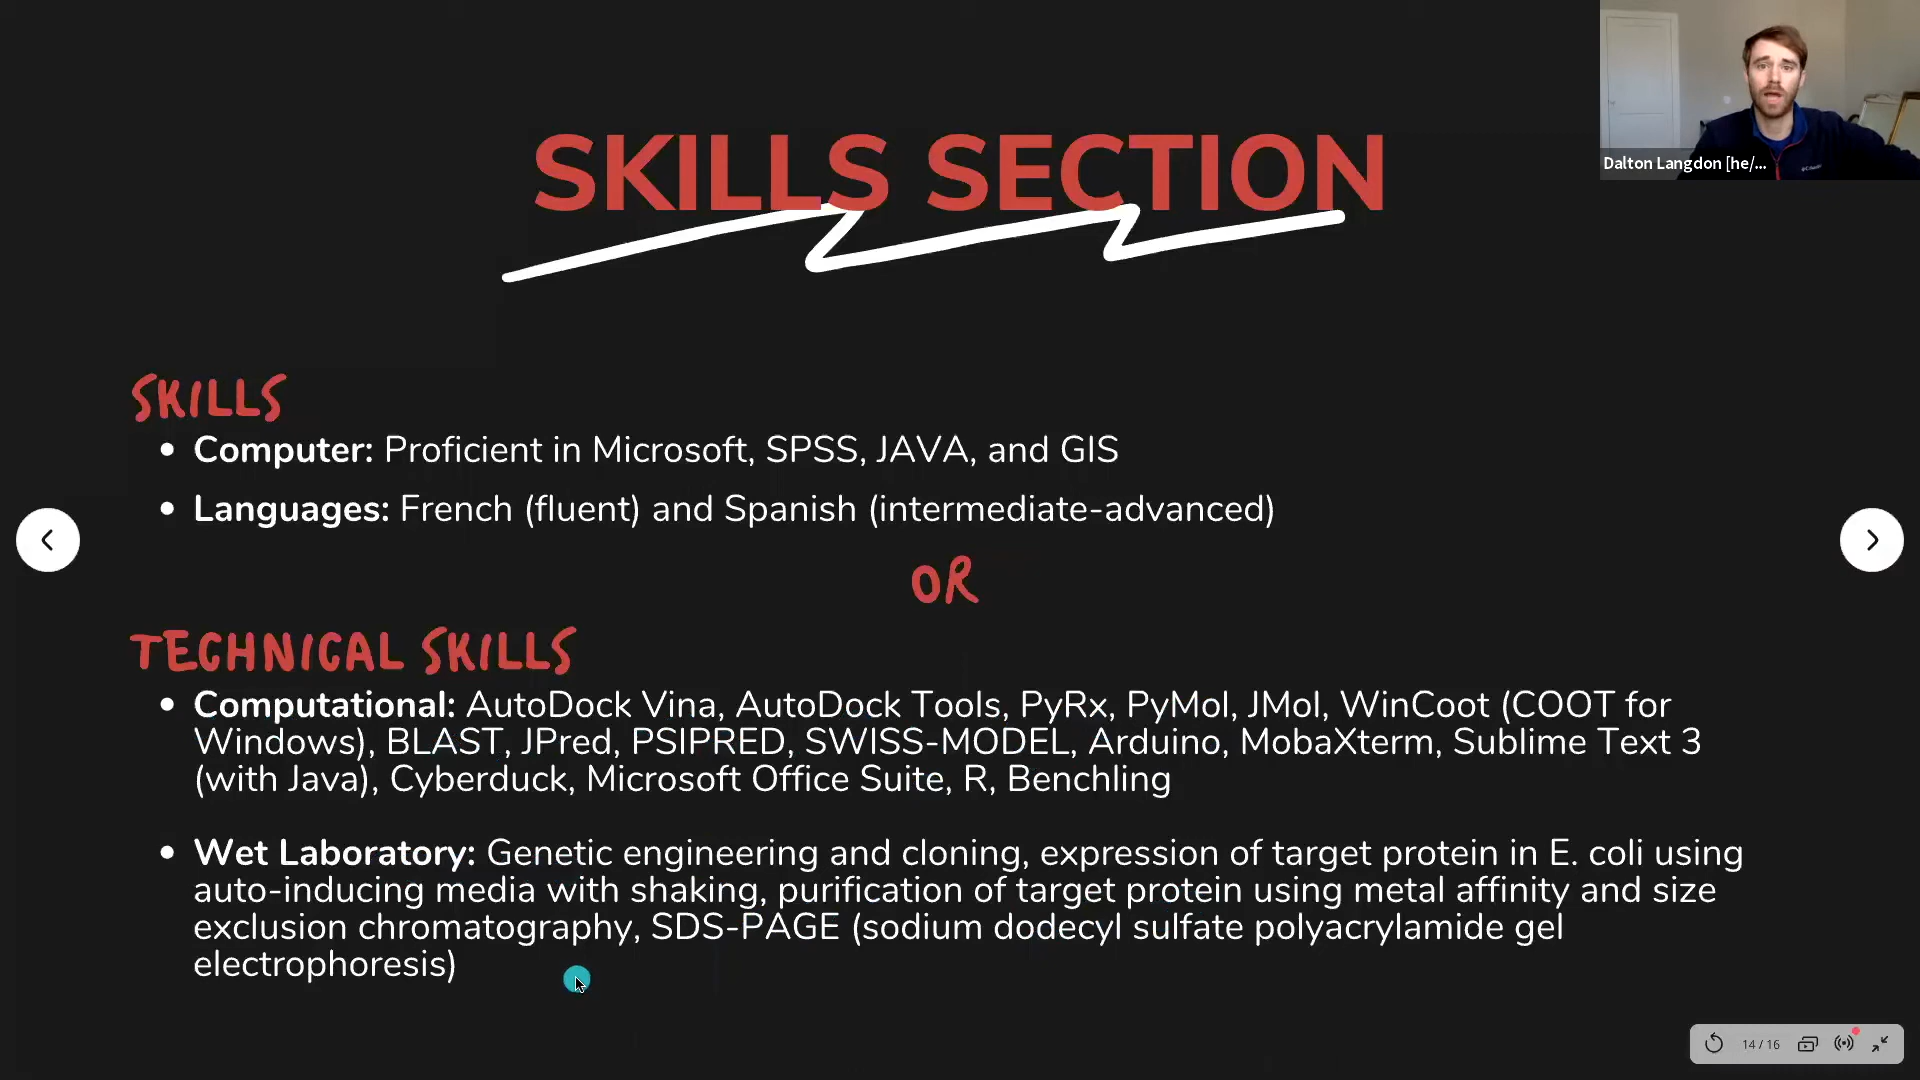 SKILLS SECTION
Dalton Langdon [he/...
SKILLS
• Computer: Proficient in Microsoft, SPSS, JAVA, and GIS
• Languages: French (fluent) and Spanish (intermediate-advanced)
OR
TECHNICAL SKILLS
• Computational: AutoDock Vina, AutoDock Tools, PyRx, PyMol, JMol, WinCoot (COOT for
Windows), BLAST, JPred, PSIPRED, SWISS-MODEL, Arduino, MobaXterm, Sublime Text 3
(with Java), Cyberduck, Microsoft Office Suite, R, Benchling
• Wet Laboratory: Genetic engineering and cloning, expression of target protein in E. coli using
auto-inducing media with shaking, purification of target protein using metal affinity and size
exclusion chromatography, SDS-PAGE (sodium dodecyl sulfate polyacrylamide gel
electrophoresis)
14 / 16